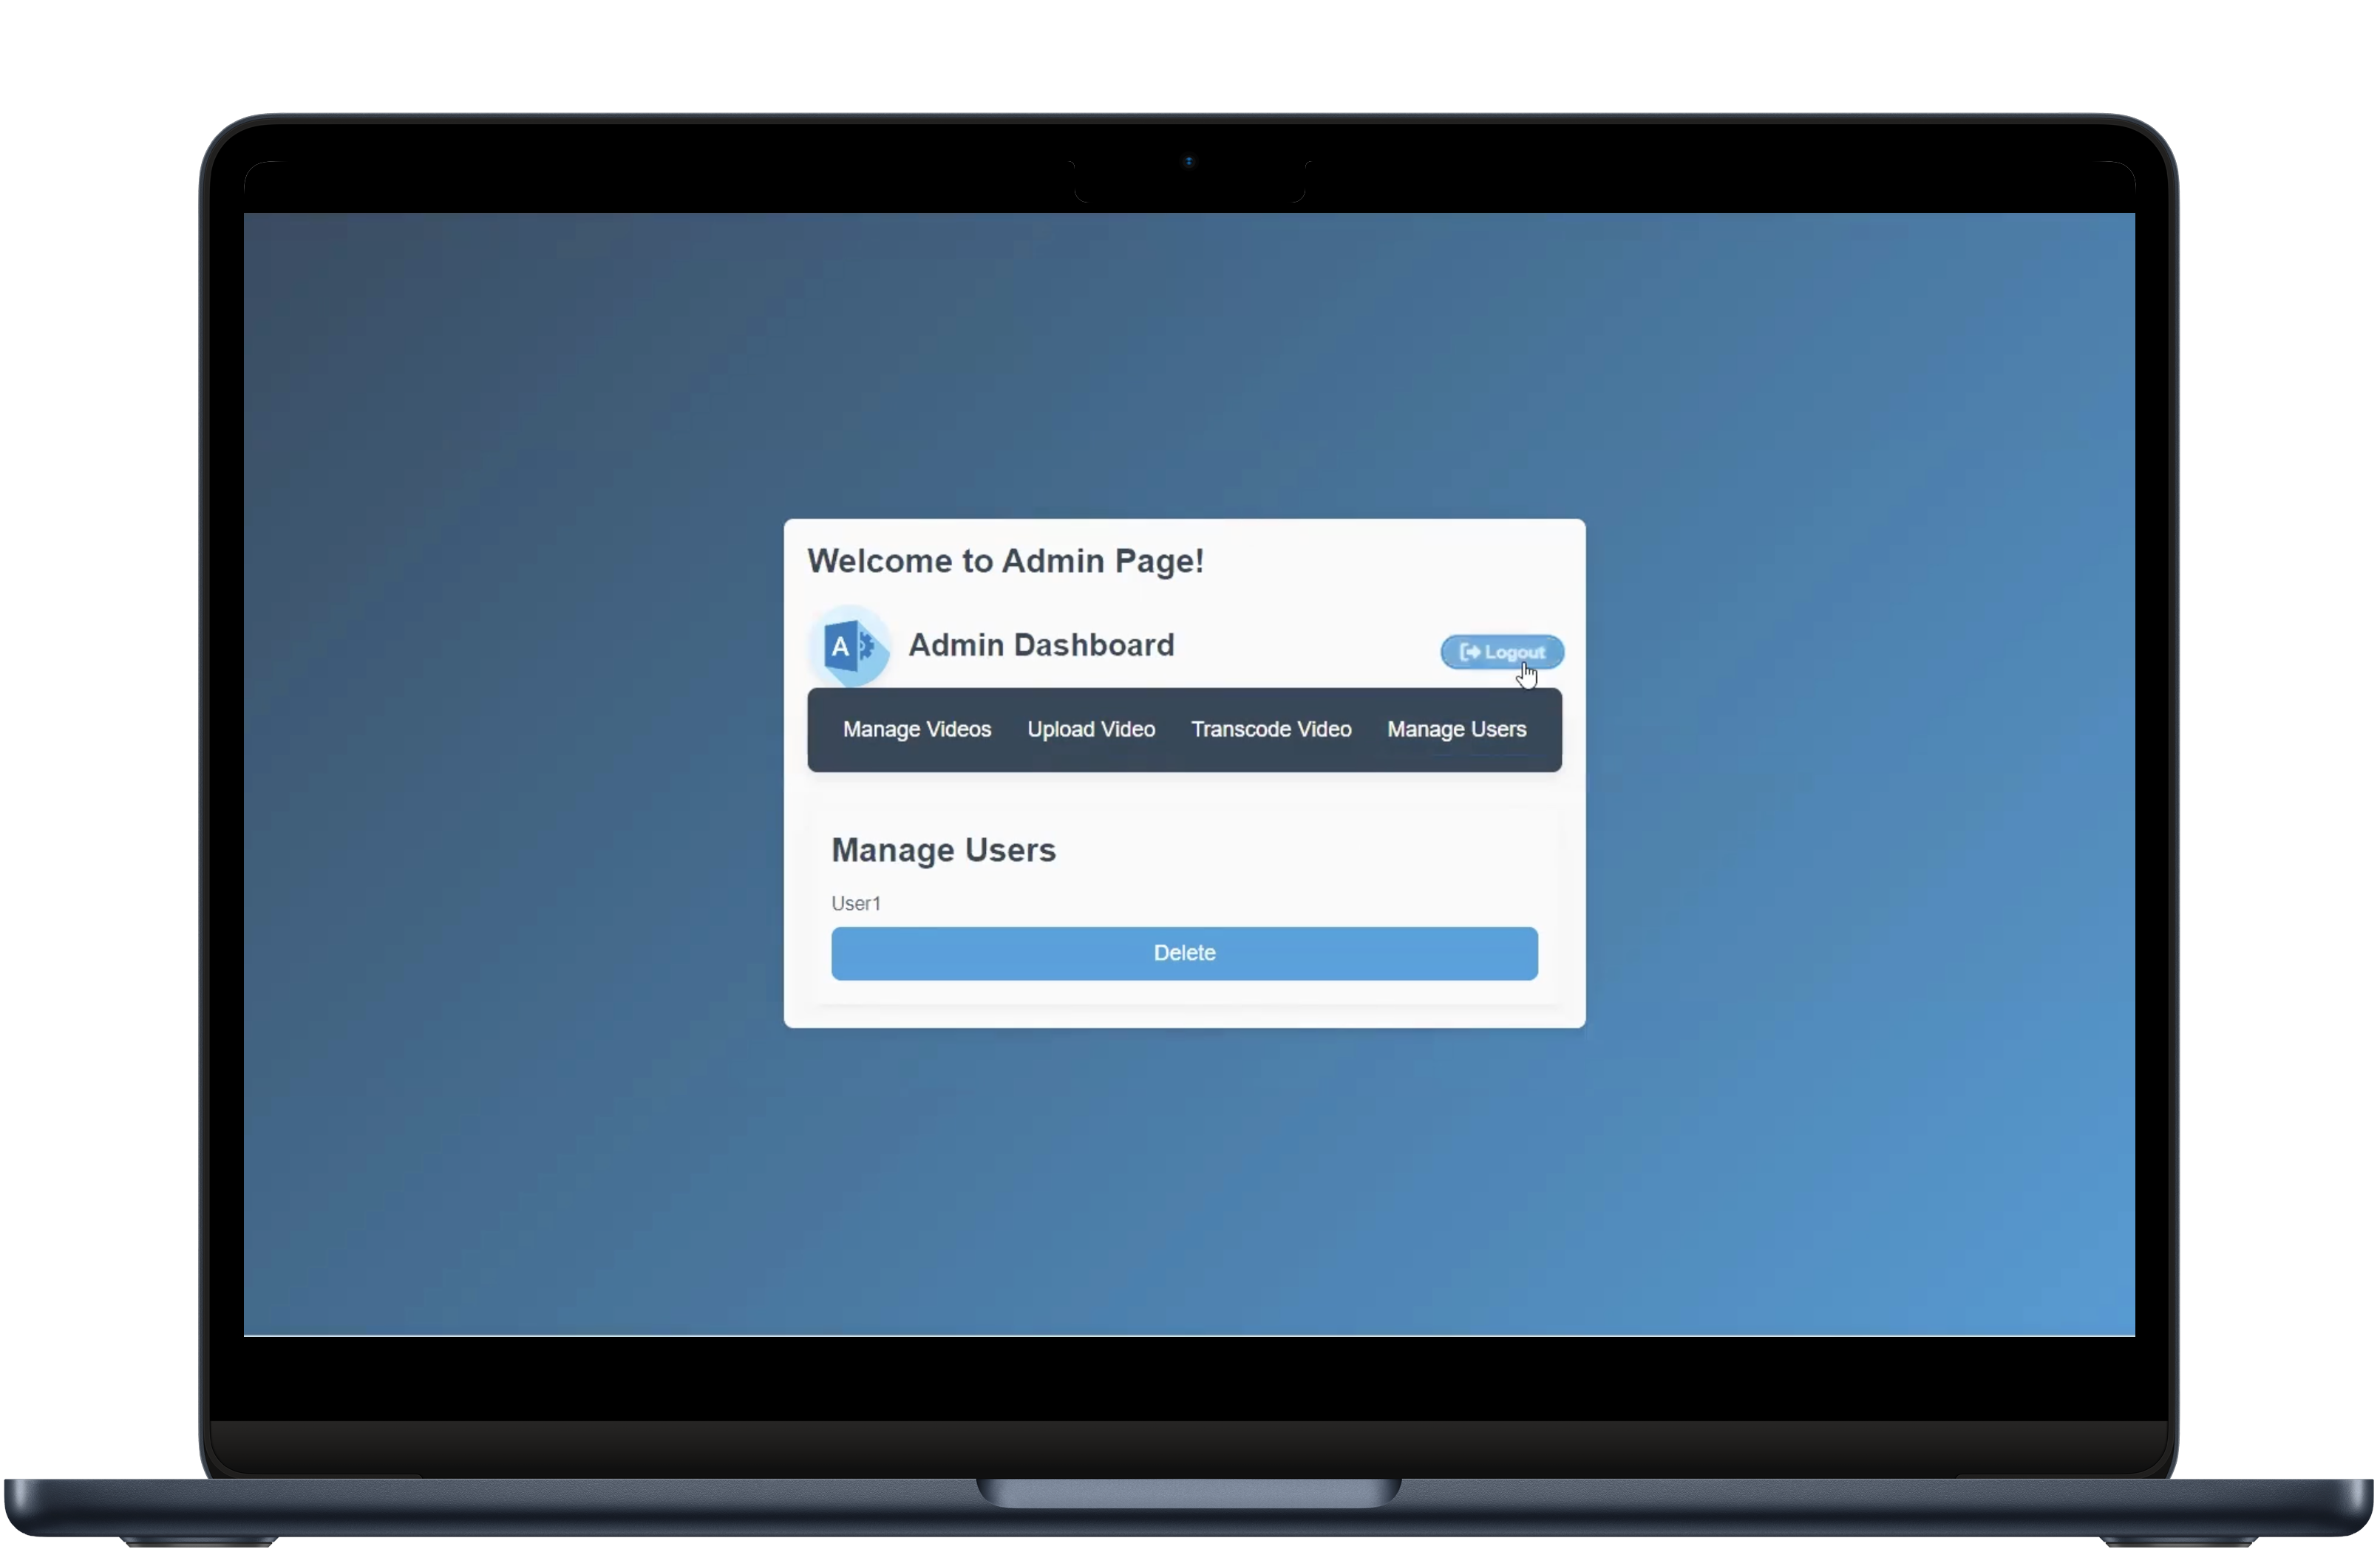 Welcome to Admin Page!
A
Admin Dashboard
Logout
Manage Videos Upload Video Transcode Video Manage Users
Manage Users
User1
Delete